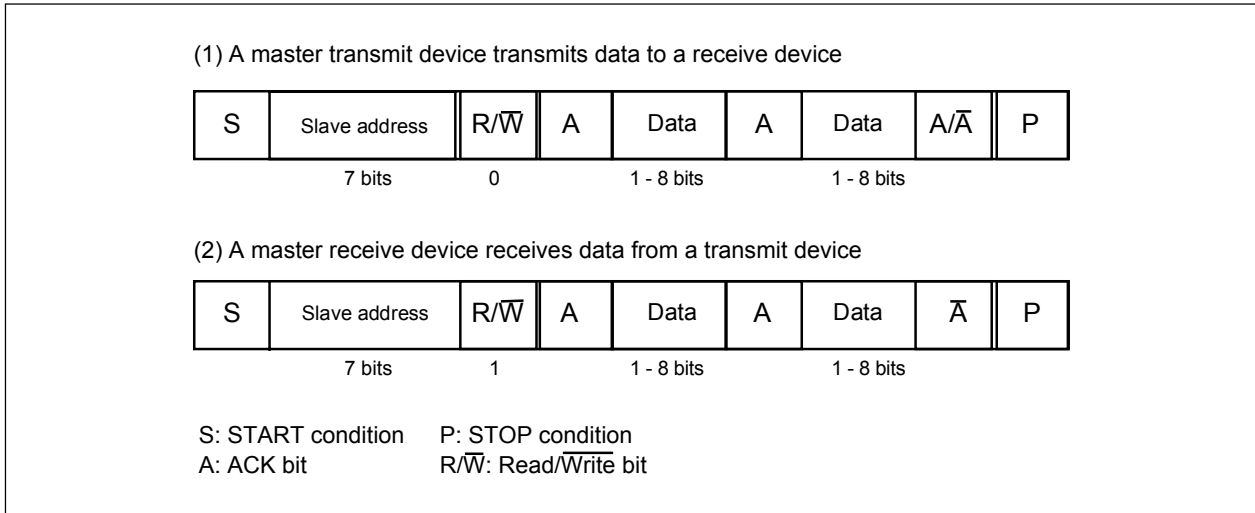 (1) A master transmit device transmits data to a receive device
S Slave address R/W̅ A Data A Data A/A̅ P
7 bits 0 1 - 8 bits 1 - 8 bits
(2) A master receive device receives data from a transmit device
S Slave address R/W̅ A Data A Data A̅ P
7 bits 1 1 - 8 bits 1 - 8 bits
S: START condition P: STOP condition
A: ACK bit R/W̅: Read/W̅r̅i̅t̅e̅ bit